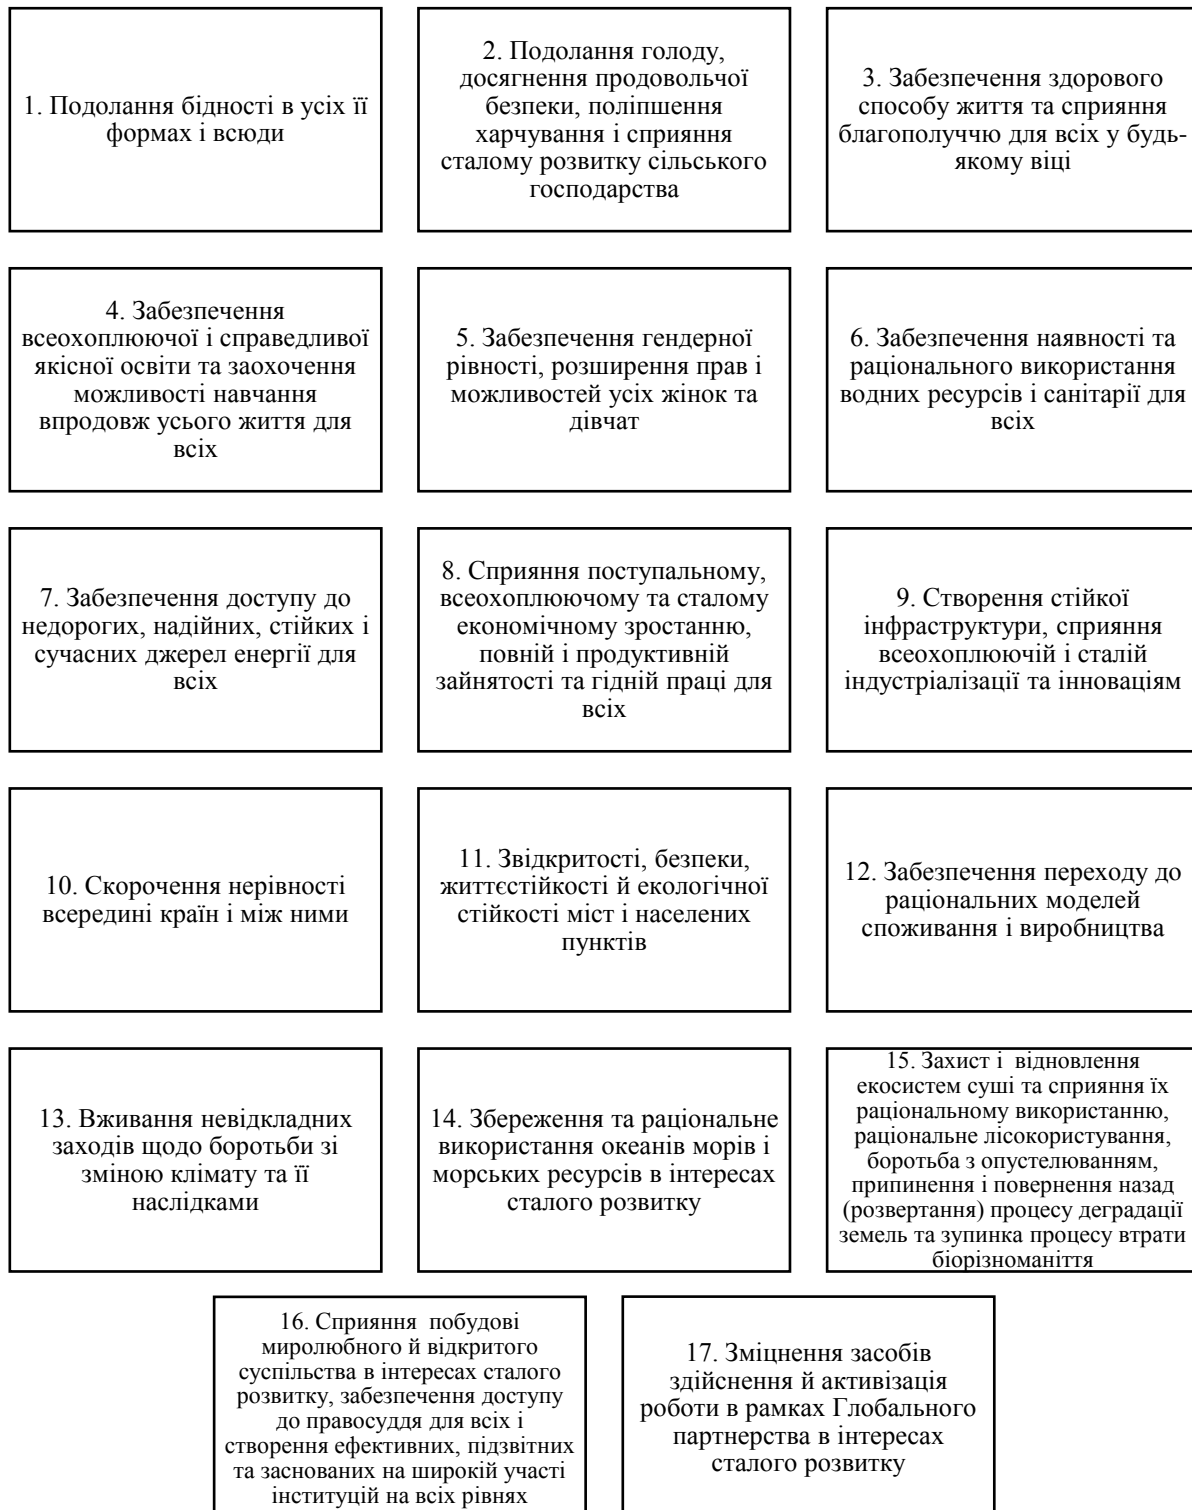 1. Подолання бідності в усіх її
формах і всюди
2. Подолання голоду,
досягнення продовольчої
безпеки, поліпшення
харчування і сприяння
сталому розвитку сільського
господарства
3. Забезпечення здорового
способу життя та сприяння
благополуччю для всіх у будь-
якому віці
4. Забезпечення
всеохоплюючої і справедливої
якісної освіти та заохочення
можливості навчання
впродовж усього життя для
всіх
5. Забезпечення гендерної
рівності, розширення прав і
можливостей усіх жінок та
дівчат
6. Забезпечення наявності та
раціонального використання
водних ресурсів і санітарії для
всіх
7. Забезпечення доступу до
недорогих, надійних, стійких і
сучасних джерел енергії для
всіх
8. Сприяння поступальному,
всеохоплюючому та сталому
економічному зростанню,
повній і продуктивній
зайнятості та гідній праці для
всіх
9. Створення стійкої
інфраструктури, сприяння
всеохоплюючій і сталій
індустріалізації та інноваціям
10. Скорочення нерівності
всередині країн і між ними
11. Звідкритості, безпеки,
життєстійкості й екологічної
стійкості міст і населених
пунктів
12. Забезпечення переходу до
раціональних моделей
споживання і виробництва
13. Вживання невідкладних
заходів щодо боротьби зі
зміною клімату та її
наслідками
14. Збереження та раціональне
використання океанів морів і
морських ресурсів в інтересах
сталого розвитку
15. Захист і відновлення
екосистем суші та сприяння їх
раціональному використанню,
раціональне лісокористування,
боротьба з опустелюванням,
припинення і повернення назад
(розвертання) процесу деградації
земель та зупинка процесу втрати
біорізноманіття
16. Сприяння побудові
миролюбного й відкритого
суспільства в інтересах сталого
розвитку, забезпечення доступу
до правосуддя для всіх і
створення ефективних, підзвітних
та заснованих на широкій участі
інституцій на всіх рівнях
17. Зміцнення засобів
здійснення й активізація
роботи в рамках Глобального
партнерства в інтересах
сталого розвитку